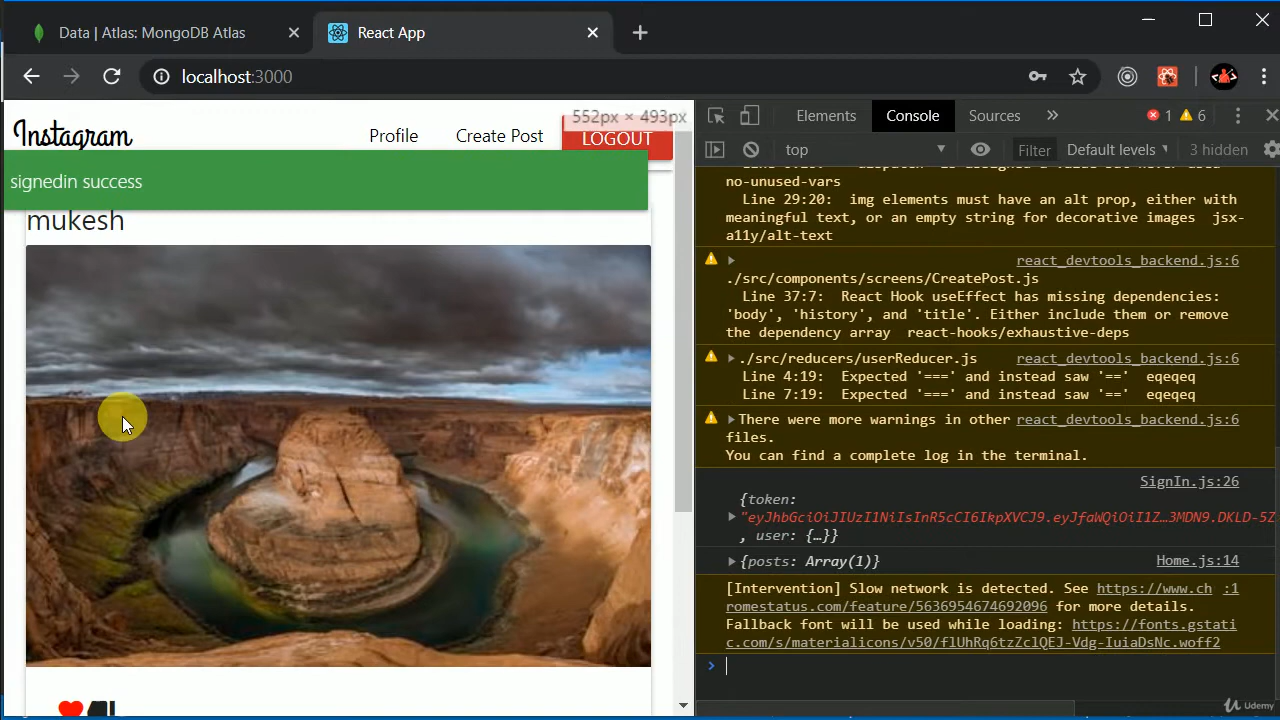 Data | Atlas: MongoDB Atlas
React App
localhost:3000
552px × 493px
Instagram
Profile
Create Post
LOGOUT
signedin success
mukesh
Elements
Console
Sources
1
6
top
Filter
Default levels
3 hidden
no-unused-vars
Line 29:20: img elements must have an alt prop, either with
meaningful text, or an empty string for decorative images jsx-
a11y/alt-text
react_devtools_backend.js:6
./src/components/screens/CreatePost.js
Line 37:7: React Hook useEffect has missing dependencies:
'body', 'history', and 'title'. Either include them or remove
the dependency array react-hooks/exhaustive-deps
./src/reducers/userReducer.js react_devtools_backend.js:6
Line 4:19: Expected '===' and instead saw '==' eqeqeq
Line 7:19: Expected '===' and instead saw '==' eqeqeq
There were more warnings in other react_devtools_backend.js:6
files.
You can find a complete log in the terminal.
SignIn.js:26
{token:
"eyJhbGciOiJIUzI1NiIsInR5cCI6IkpXVCJ9.eyJfaWQiOiI1Z…3MDN9.DKLD-5Z
, user: {…}}
{posts: Array(1)} Home.js:14
[Intervention] Slow network is detected. See https://www.ch :1
romestatus.com/feature/5636954674692096 for more details.
Fallback font will be used while loading: https://fonts.gstati
c.com/s/materialicons/v50/flUhRq6tzZclQEJ-Vdg-IuiaDsNc.woff2
Udemy